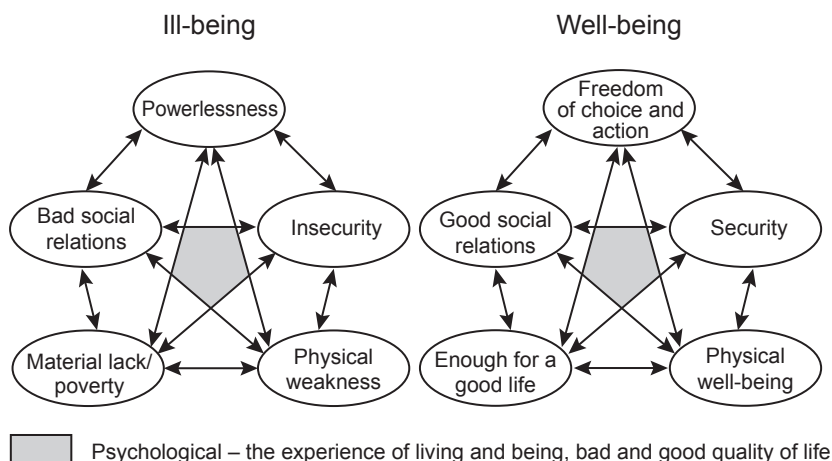 Ill-being
Powerlessness
Bad social
relations
Insecurity
Material lack/
poverty
Physical
weakness
Well-being
Freedom
of choice and
action
Good social
relations
Security
Enough for a
good life
Physical
well-being
Psychological – the experience of living and being, bad and good quality of life